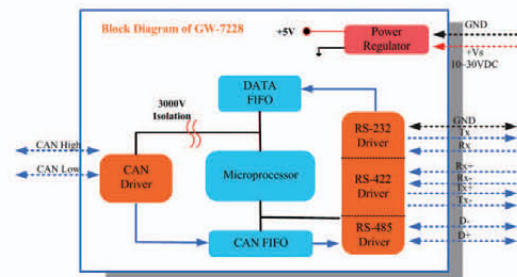 Block Diagram of GW-7228
+5V
Power
Regulator
GND
+Vs
10~30VDC
3000V
Isolation
DATA
FIFO
CAN High
CAN Low
CAN
Driver
Microprocessor
CAN FIFO
RS-232
Driver
RS-422
Driver
RS-485
Driver
GND
Tx
Rx
Rx+
Rx-
Tx+
Tx-
D-
D+